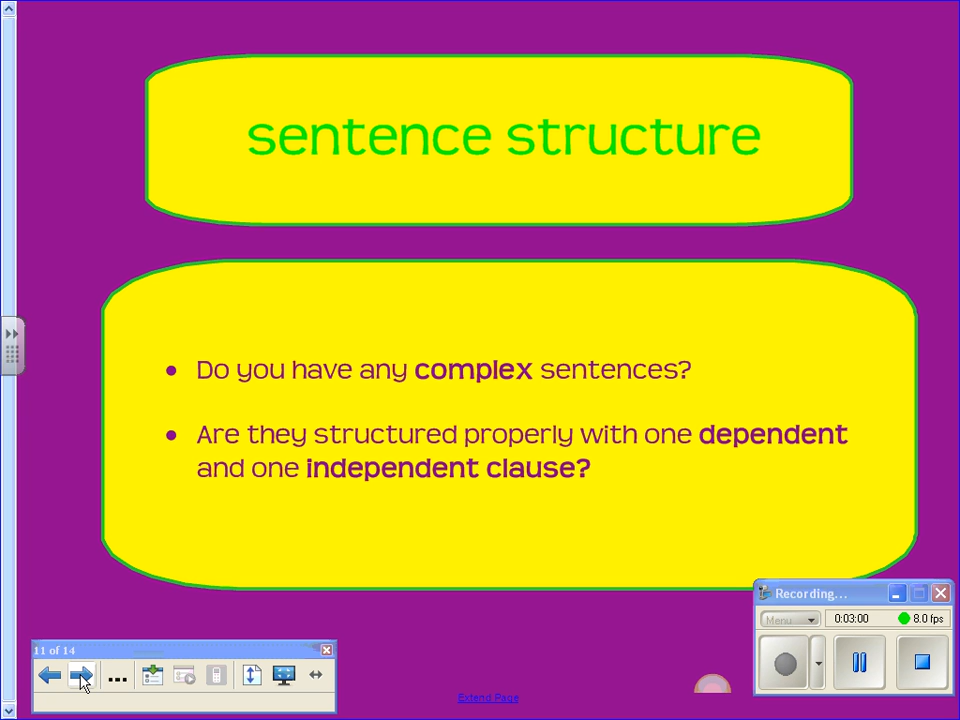 sentence structure
• Do you have any complex sentences?
• Are they structured properly with one dependent
and one independent clause?
Recording...
Menu
0:03:00
8.0 fps
11 of 14
Extend Page